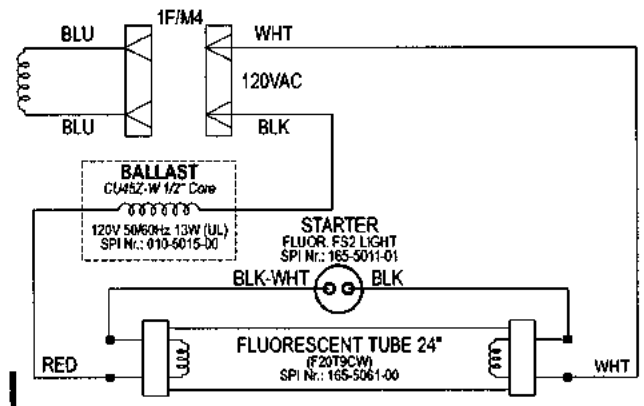 1F/M4
BLU
WHT
120VAC
BLU
BLK
BALLAST
CU45Z-W 1/2" Core
120V 50/60Hz 13W (UL)
SPI Nr.: 010-5015-00
STARTER
FLUOR. FS2 LIGHT
SPI Nr.: 165-5011-01
BLK-WHT
BLK
FLUORESCENT TUBE 24"
(F20T9CW)
SPI Nr.: 165-5061-00
RED
WHT